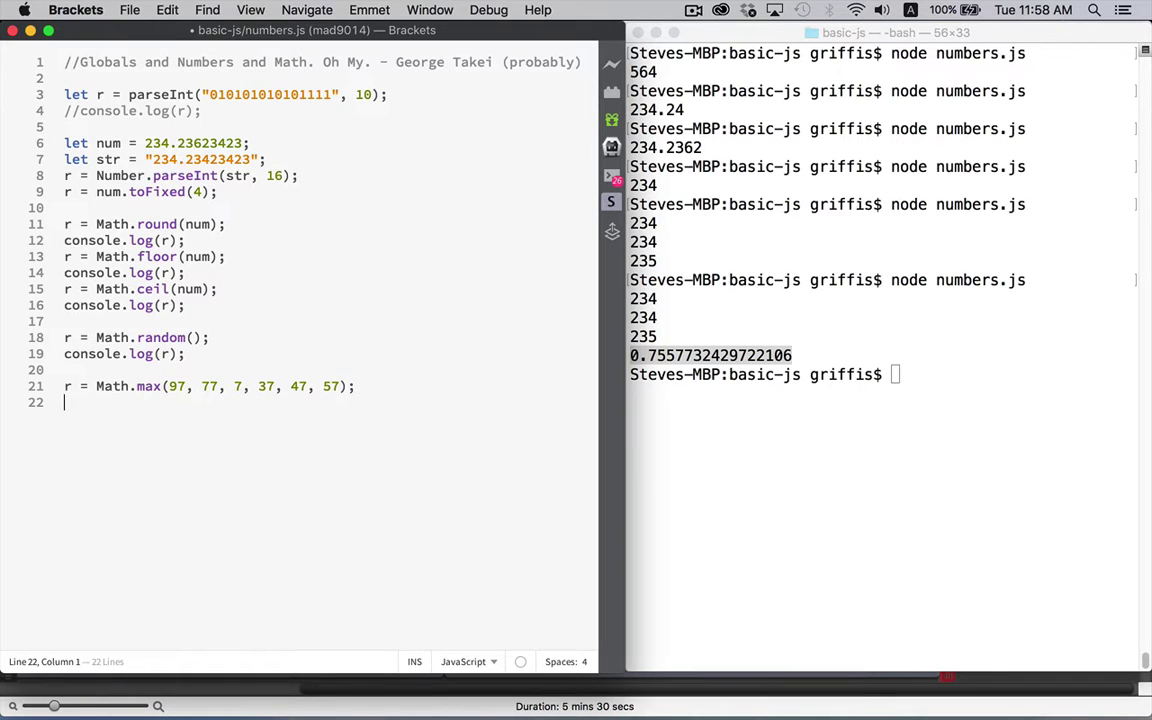 Brackets File Edit Find View Navigate Emmet Window Debug Help A 100% Tue 11:58 AM
• basic-js/numbers.js (mad9014) — Brackets
basic-js — -bash — 56×33
1 //Globals and Numbers and Math. Oh My. - George Takei (probably)
2
3 let r = parseInt("010101010101111", 10);
4 //console.log(r);
5
6 let num = 234.23623423;
7 let str = "234.23423423";
8 r = Number.parseInt(str, 16);
9 r = num.toFixed(4);
10
11 r = Math.round(num);
12 console.log(r);
13 r = Math.floor(num);
14 console.log(r);
15 r = Math.ceil(num);
16 console.log(r);
17
18 r = Math.random();
19 console.log(r);
20
21 r = Math.max(97, 77, 7, 37, 47, 57);
22
26
S
Line 22, Column 1 — 22 Lines
INS
JavaScript
Spaces: 4
[Steves-MBP:basic-js griffis$ node numbers.js ]
564
[Steves-MBP:basic-js griffis$ node numbers.js ]
234.24
[Steves-MBP:basic-js griffis$ node numbers.js ]
234.2362
[Steves-MBP:basic-js griffis$ node numbers.js ]
234
[Steves-MBP:basic-js griffis$ node numbers.js ]
234
234
235
[Steves-MBP:basic-js griffis$ node numbers.js ]
234
234
235
0.7557732429722106
Steves-MBP:basic-js griffis$
Duration: 5 mins 30 secs